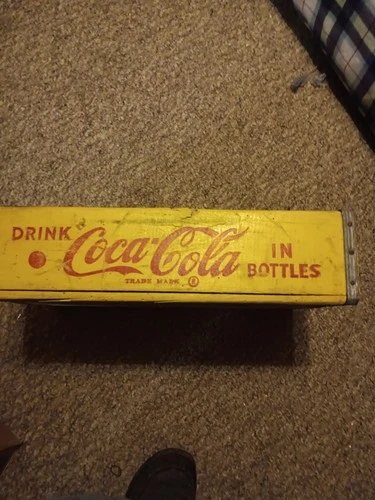 DRINK Coca-Cola IN
BOTTLES
TRADE MARK ®